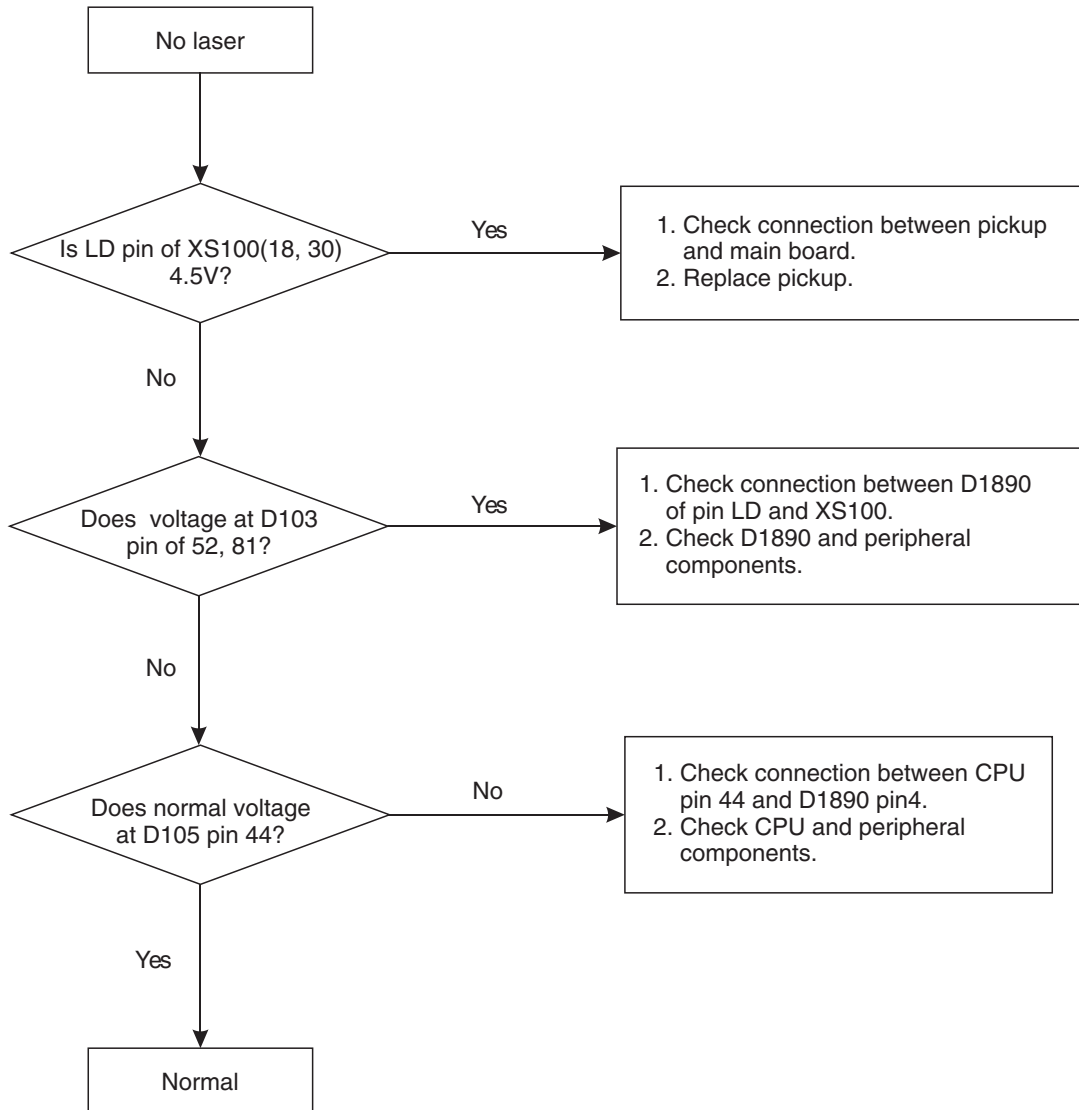 No laser
Is LD pin of XS100(18, 30)
4.5V?
Yes
1. Check connection between pickup
and main board.
2. Replace pickup.
No
Does voltage at D103
pin of 52, 81?
Yes
1. Check connection between D1890
of pin LD and XS100.
2. Check D1890 and peripheral
components.
No
Does normal voltage
at D105 pin 44?
No
1. Check connection between CPU
pin 44 and D1890 pin4.
2. Check CPU and peripheral
components.
Yes
Normal